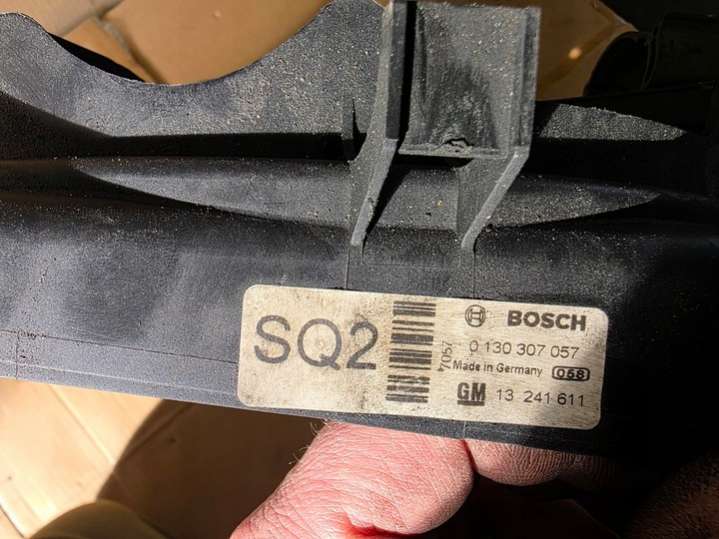 SQ2
7057
BOSCH
0 130 307 057
Made in Germany 058
GM 13 241 611